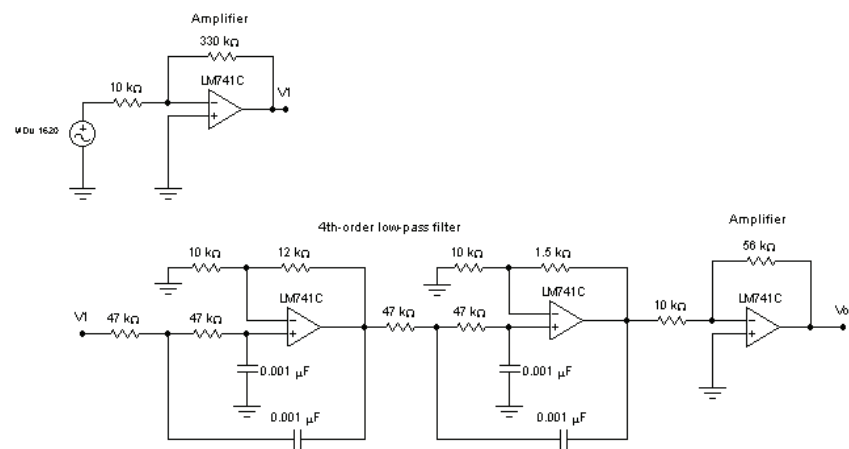 Amplifier
330 kΩ
LM741C
10 kΩ
V1
4th-order low-pass filter
Amplifier
10 kΩ
12 kΩ
10 kΩ
1.5 kΩ
56 kΩ
LM741C
LM741C
LM741C
V1
47 kΩ
47 kΩ
47 kΩ
47 kΩ
10 kΩ
Vo
0.001 µF
0.001 µF
0.001 µF
0.001 µF